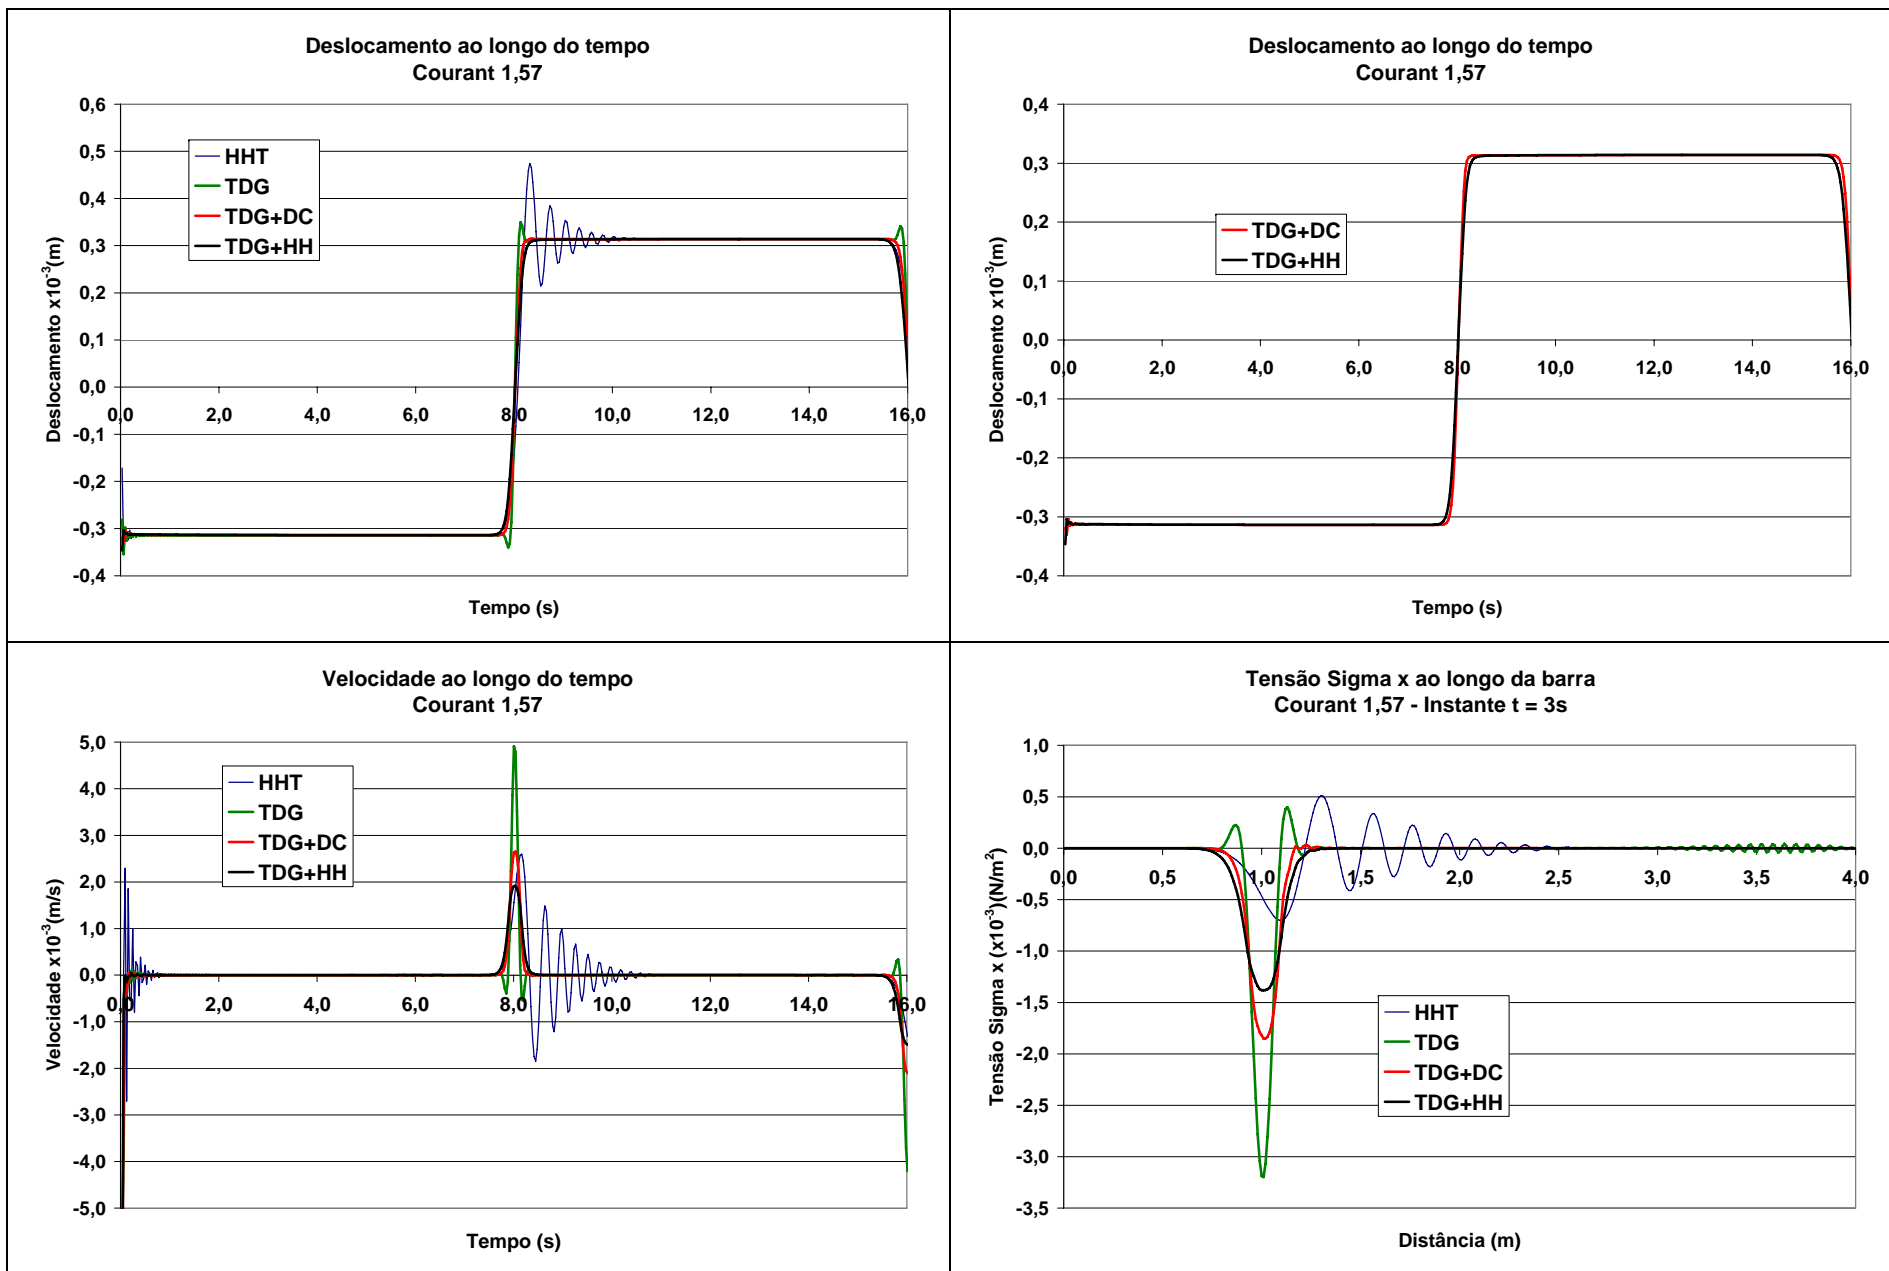 Deslocamento ao longo do tempo
Courant 1,57
0,6
0,5
0,4
0,3
0,2
0,1
0,0
-0,1
-0,2
-0,3
-0,4
0,0 2,0 4,0 6,0 8,0 10,0 12,0 14,0 16,0
Deslocamento x10⁻³(m)
Tempo (s)
HHT
TDG
TDG+DC
TDG+HH
Deslocamento ao longo do tempo
Courant 1,57
0,4
0,3
0,2
0,1
0,0
-0,1
-0,2
-0,3
-0,4
0,0 2,0 4,0 6,0 8,0 10,0 12,0 14,0 16,0
Deslocamento x10⁻³(m)
Tempo (s)
TDG+DC
TDG+HH
Velocidade ao longo do tempo
Courant 1,57
5,0
4,0
3,0
2,0
1,0
0,0
-1,0
-2,0
-3,0
-4,0
-5,0
0,0 2,0 4,0 6,0 8,0 10,0 12,0 14,0 16,0
Velocidade x10⁻³(m/s)
Tempo (s)
HHT
TDG
TDG+DC
TDG+HH
Tensão Sigma x ao longo da barra
Courant 1,57 - Instante t = 3s
1,0
0,5
0,0
-0,5
-1,0
-1,5
-2,0
-2,5
-3,0
-3,5
0,0 0,5 1,0 1,5 2,0 2,5 3,0 3,5 4,0
Tensão Sigma x (x10⁻³)(N/m²)
Distância (m)
HHT
TDG
TDG+DC
TDG+HH